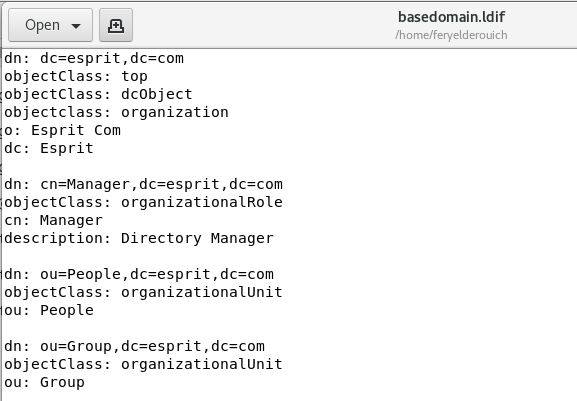 Open
basedomain.ldif
/home/feryelderouich
dn: dc=esprit,dc=com
objectClass: top
objectClass: dcObject
objectclass: organization
o: Esprit Com
dc: Esprit
dn: cn=Manager,dc=esprit,dc=com
objectClass: organizationalRole
cn: Manager
description: Directory Manager
dn: ou=People,dc=esprit,dc=com
objectClass: organizationalUnit
ou: People
dn: ou=Group,dc=esprit,dc=com
objectClass: organizationalUnit
ou: Group